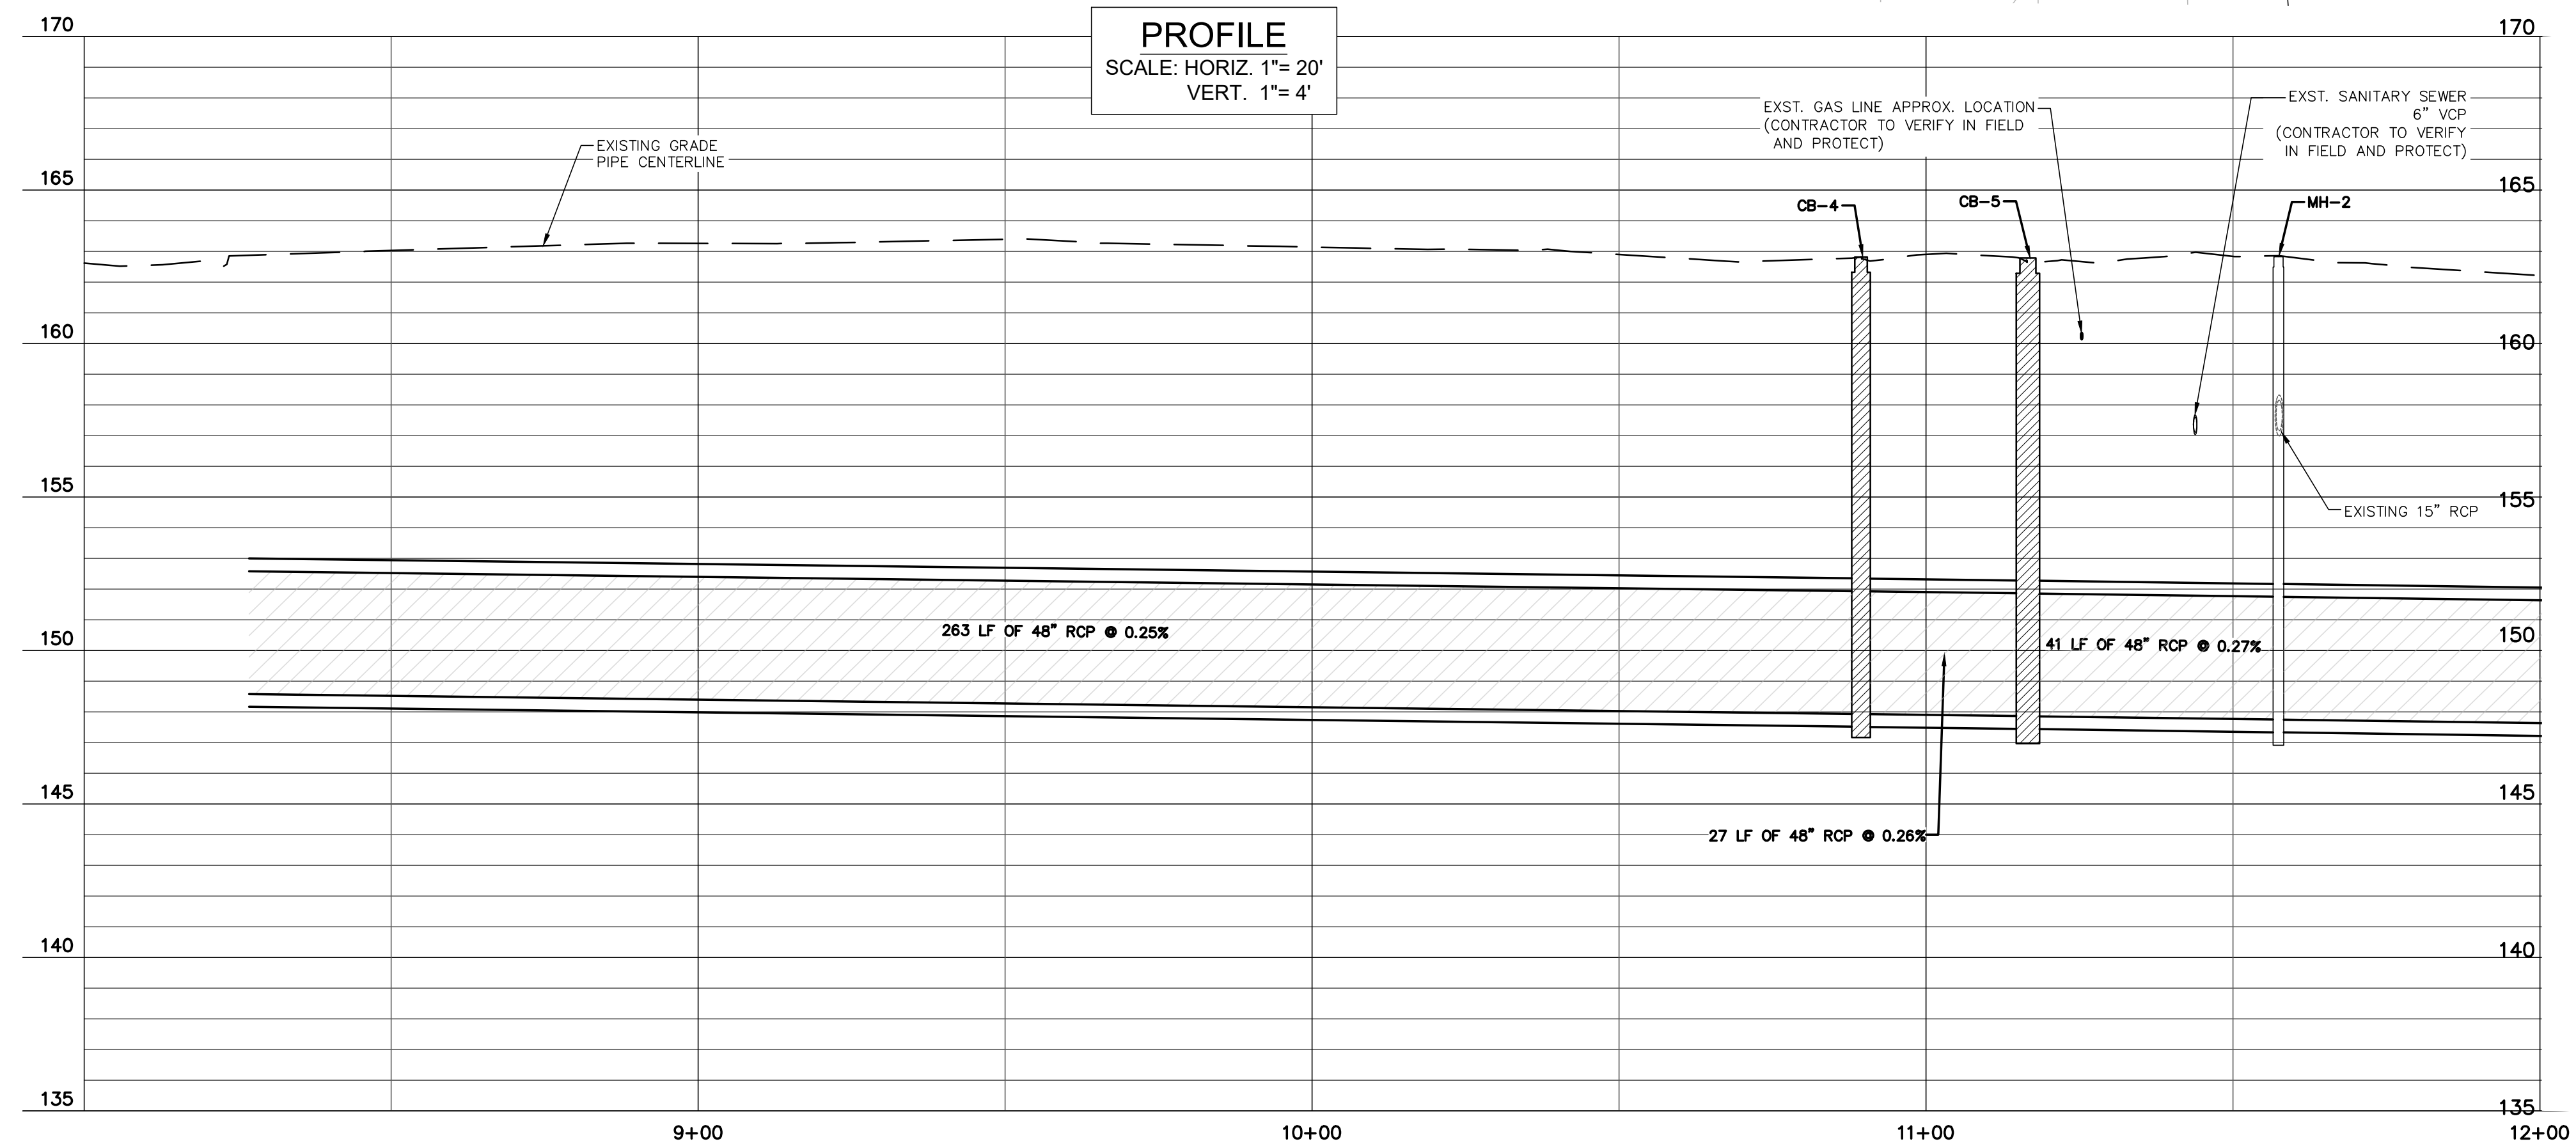 PROFILE
SCALE: HORIZ. 1"= 20'
VERT. 1"= 4'
170
170
EXST. GAS LINE APPROX. LOCATION
(CONTRACTOR TO VERIFY IN FIELD
AND PROTECT)
EXST. SANITARY SEWER
6" VCP
(CONTRACTOR TO VERIFY
IN FIELD AND PROTECT)
EXISTING GRADE
PIPE CENTERLINE
165
165
CB-4
CB-5
MH-2
160
160
155
155
EXISTING 15" RCP
263 LF OF 48" RCP @ 0.25%
150
150
41 LF OF 48" RCP @ 0.27%
145
145
27 LF OF 48" RCP @ 0.26%
140
140
135
135
9+00
10+00
11+00
12+00